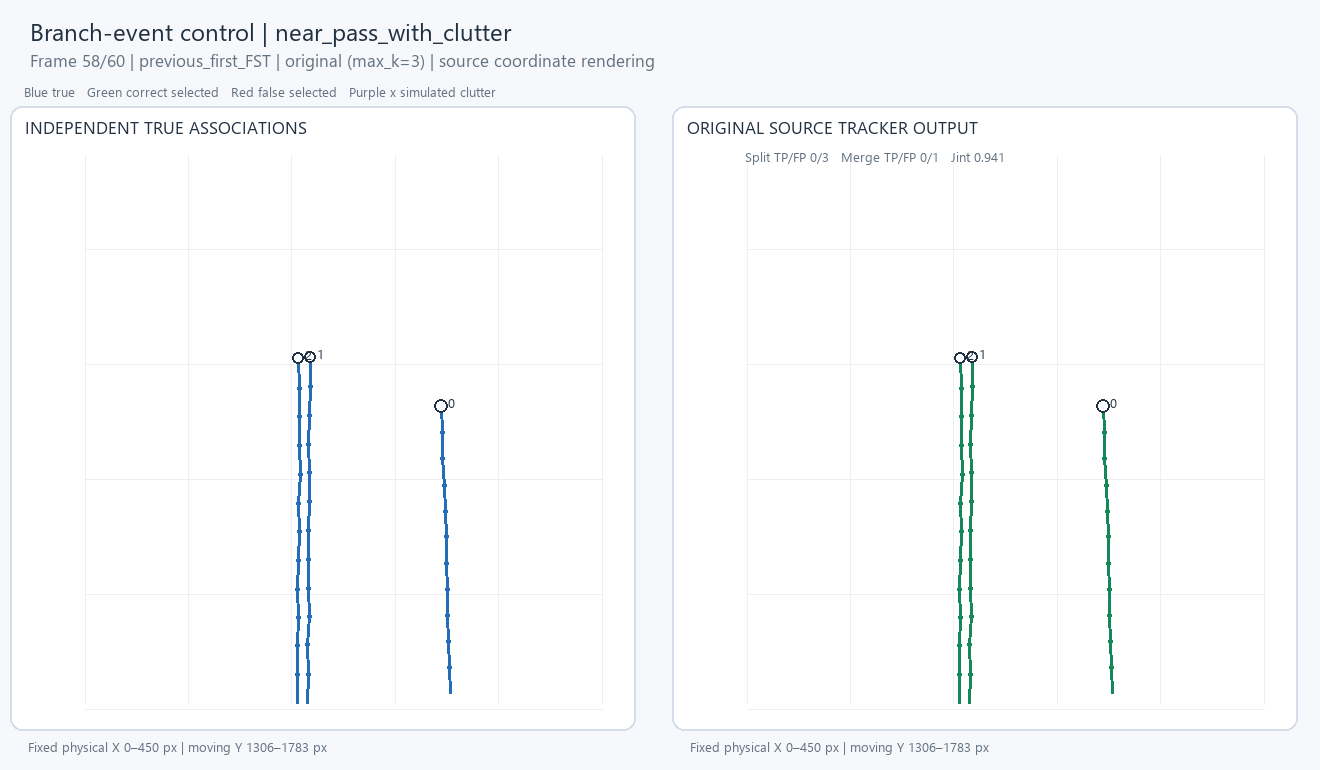 Branch-event control | near_pass_with_clutter
Frame 58/60 | previous_first_FST | original (max_k=3) | source coordinate rendering
Blue true   Green correct selected   Red false selected   Purple x simulated clutter
INDEPENDENT TRUE ASSOCIATIONS
2 1
0
Fixed physical X 0–450 px | moving Y 1306–1783 px
ORIGINAL SOURCE TRACKER OUTPUT
Split TP/FP 0/3   Merge TP/FP 0/1   Jint 0.941
2 1
0
Fixed physical X 0–450 px | moving Y 1306–1783 px